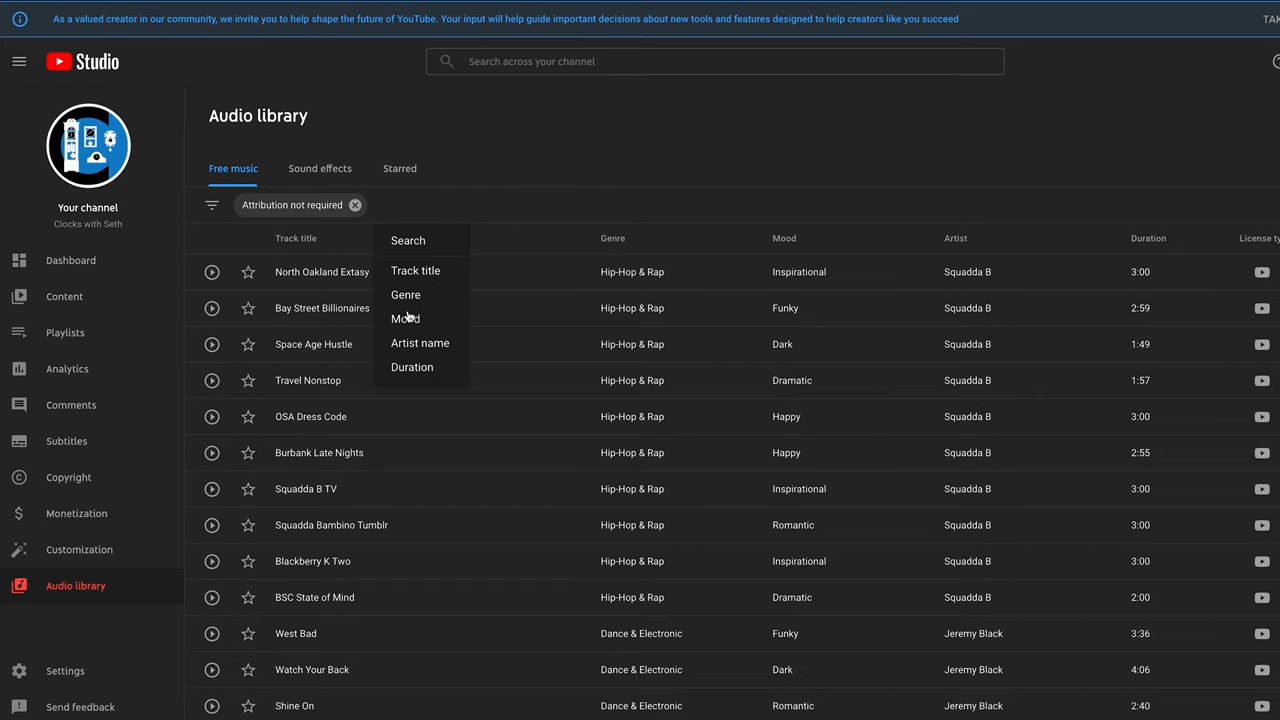 As a valued creator in our community, we invite you to help shape the future of YouTube. Your input will help guide important decisions about new tools and features designed to help creators like you succeed
TAK
Studio
Search across your channel
Your channel
Clocks with Seth
Dashboard
Content
Playlists
Analytics
Comments
Subtitles
Copyright
Monetization
Customization
Audio library
Settings
Send feedback
Audio library
Free music Sound effects Starred
Attribution not required
Search
Track title
Genre
Mood
Artist name
Duration
Track title Genre Mood Artist Duration License ty
North Oakland Extasy Hip-Hop & Rap Inspirational Squadda B 3:00
Bay Street Billionaires Hip-Hop & Rap Funky Squadda B 2:59
Space Age Hustle Hip-Hop & Rap Dark Squadda B 1:49
Travel Nonstop Hip-Hop & Rap Dramatic Squadda B 1:57
OSA Dress Code Hip-Hop & Rap Happy Squadda B 3:00
Burbank Late Nights Hip-Hop & Rap Happy Squadda B 2:55
Squadda B TV Hip-Hop & Rap Inspirational Squadda B 3:00
Squadda Bambino Tumblr Hip-Hop & Rap Romantic Squadda B 3:00
Blackberry K Two Hip-Hop & Rap Inspirational Squadda B 3:00
BSC State of Mind Hip-Hop & Rap Dramatic Squadda B 2:00
West Bad Dance & Electronic Funky Jeremy Black 3:36
Watch Your Back Dance & Electronic Dark Jeremy Black 4:06
Shine On Dance & Electronic Romantic Jeremy Black 2:40